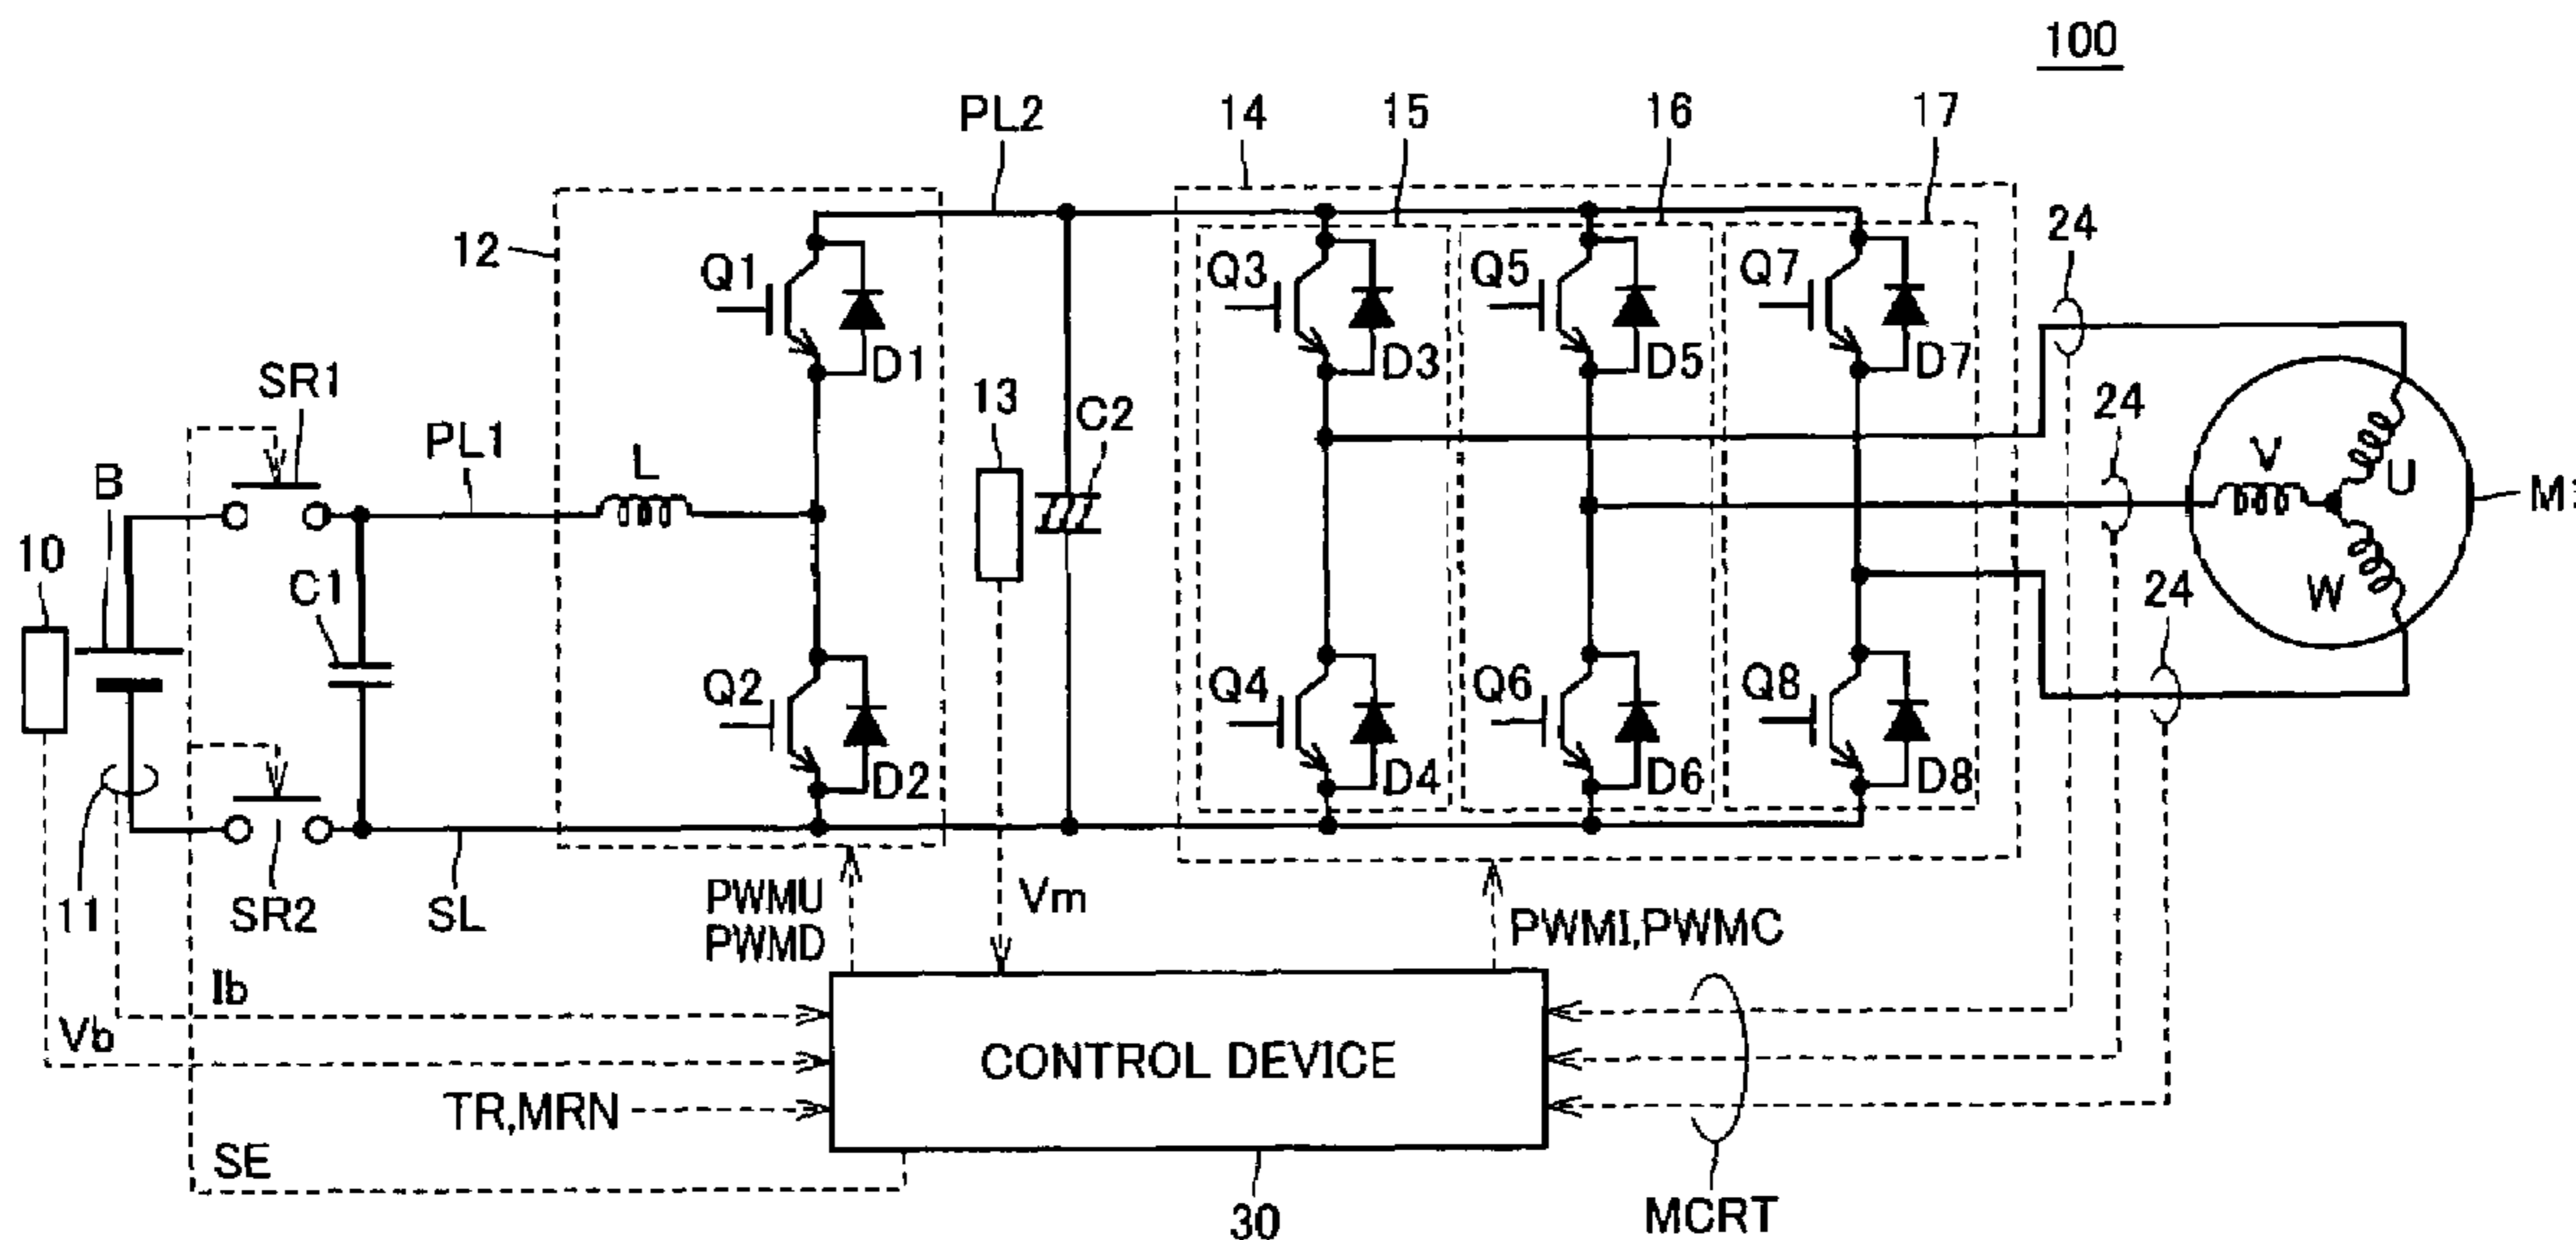 100
PL2
14
15
16
17
24
12
Q1
D1
Q3
D3
Q5
D5
Q7
D7
SR1
13
C2
24
B
PL1
L
V
U
10
C1
24
W
Q2
D2
Q4
D4
Q6
D6
Q8
D8
11
SR2
SL
PWMU
PWMD
Vm
PWMI,PWMC
Ib
Vb
CONTROL DEVICE
TR,MRN
SE
30
MCRT